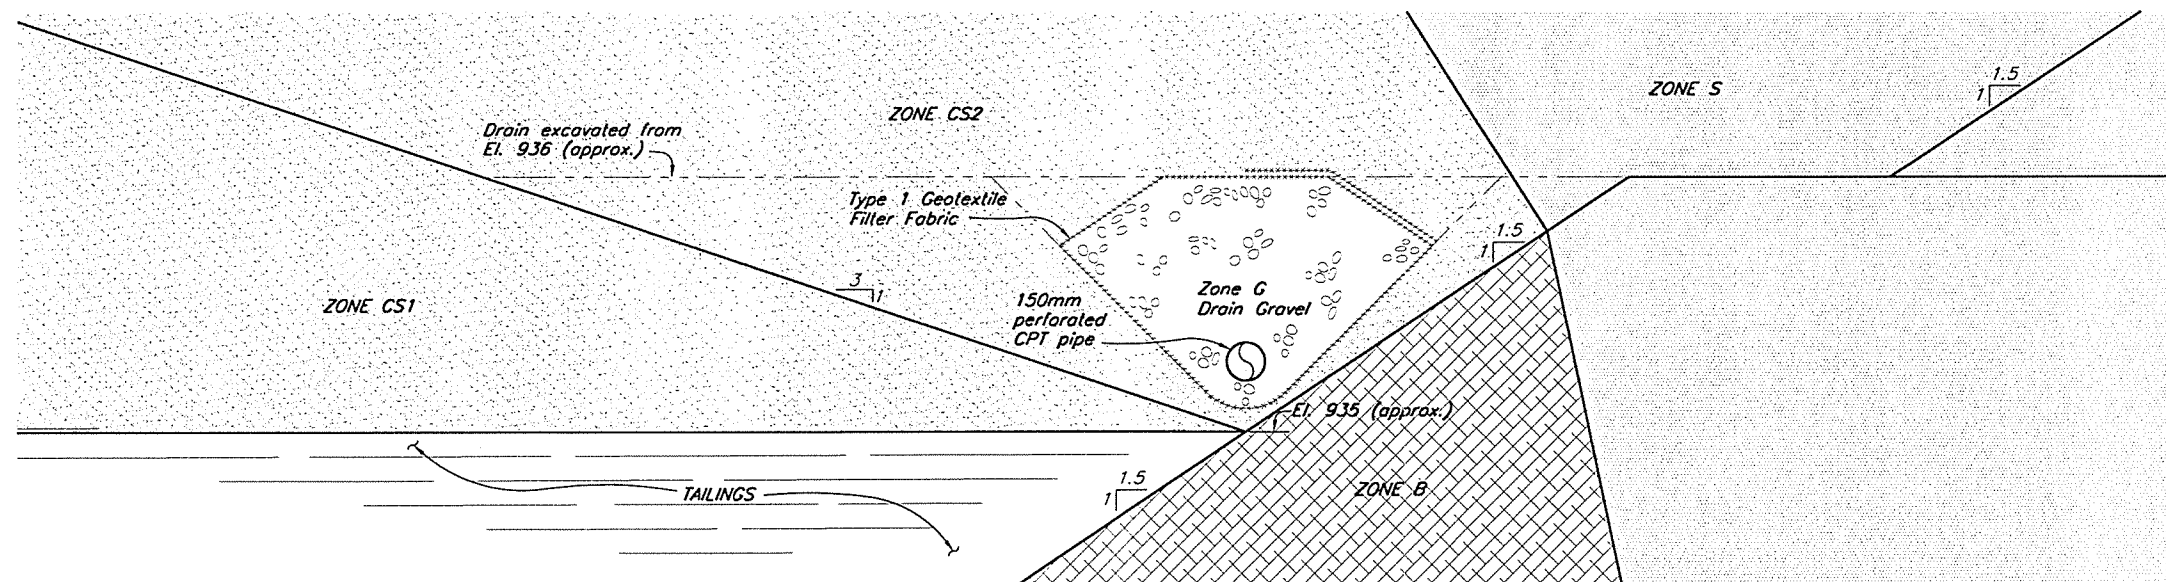 1.5
1
ZONE S
ZONE CS2
Drain excavated from
El. 936 (approx.)
Type 1 Geotextile
Filter Fabric
1.5
1
3
1
Zone G
Drain Gravel
150mm
perforated
CPT pipe
ZONE CS1
El. 935 (approx.)
1.5
1
TAILINGS
ZONE B